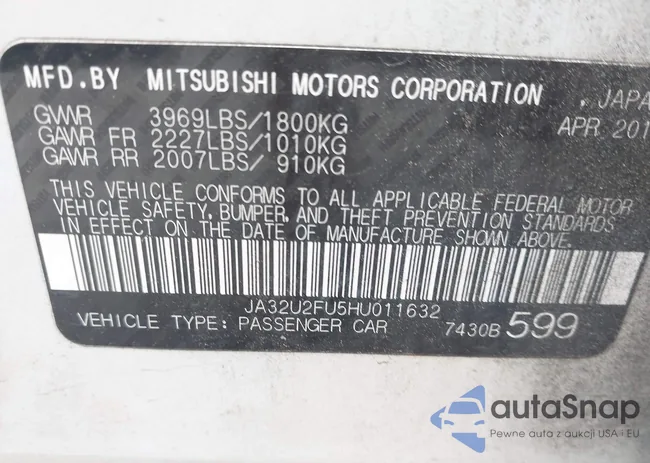 MFD.BY MITSUBISHI MOTORS CORPORATION . JAPA
GVWR 3969LBS/1800KG APR 201
GAWR FR 2227LBS/1010KG
GAWR RR 2007LBS/ 910KG
THIS VEHICLE CONFORMS TO ALL APPLICABLE FEDERAL MOTOR
VEHICLE SAFETY, BUMPER, AND THEFT PREVENTION STANDARDS
IN EFFECT ON THE DATE OF MANUFACTURE SHOWN ABOVE.
JA32U2FU5HU011632
VEHICLE TYPE: PASSENGER CAR 7430B 599
autaSnap
Pewne auta z aukcji USA i EU